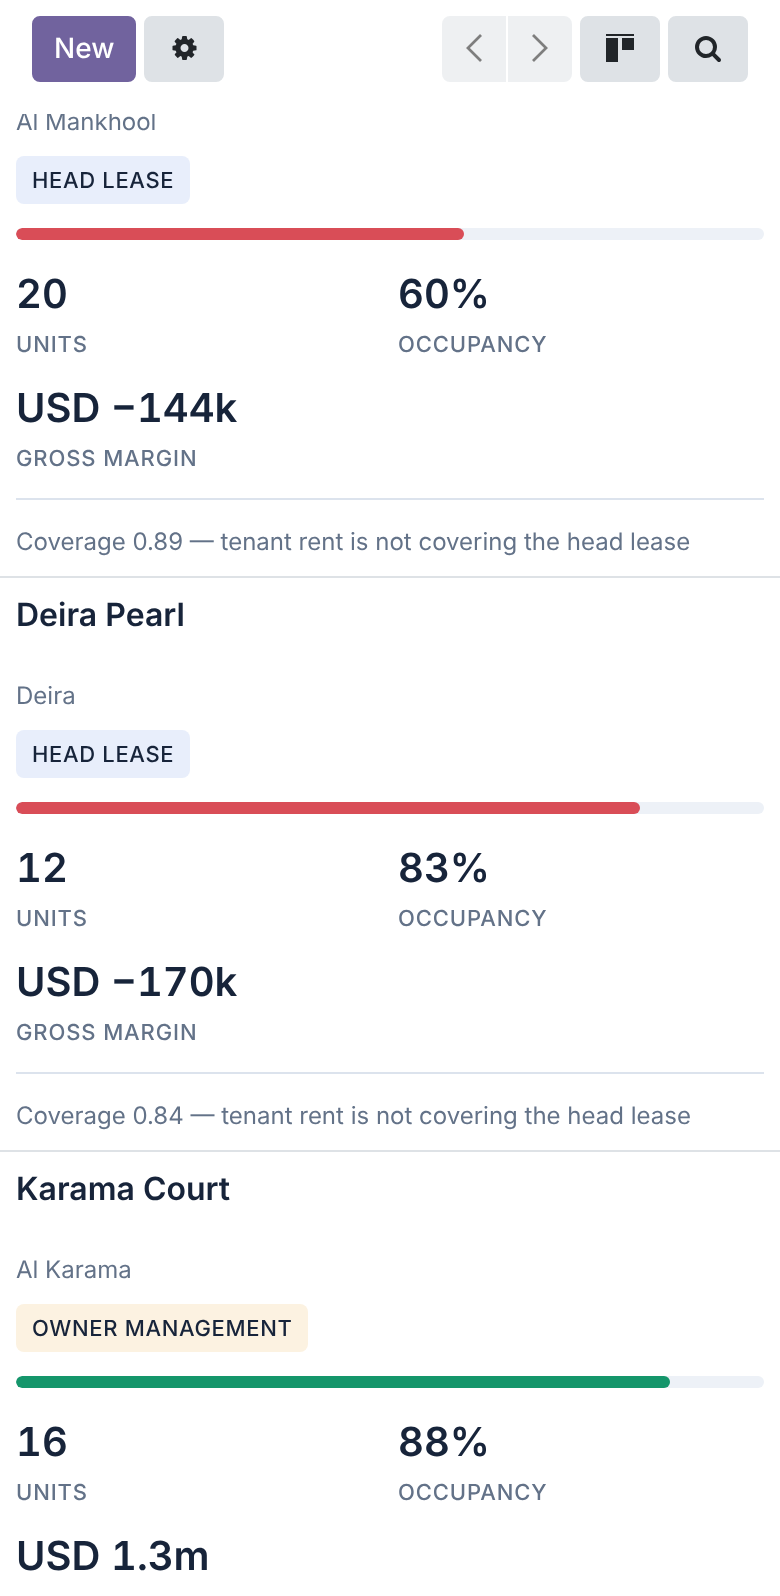 New
Al Mankhool
HEAD LEASE
20
60%
UNITS
OCCUPANCY
USD −144k
GROSS MARGIN
Coverage 0.89 — tenant rent is not covering the head lease
Deira Pearl
Deira
HEAD LEASE
12
83%
UNITS
OCCUPANCY
USD −170k
GROSS MARGIN
Coverage 0.84 — tenant rent is not covering the head lease
Karama Court
Al Karama
OWNER MANAGEMENT
16
88%
UNITS
OCCUPANCY
USD 1.3m